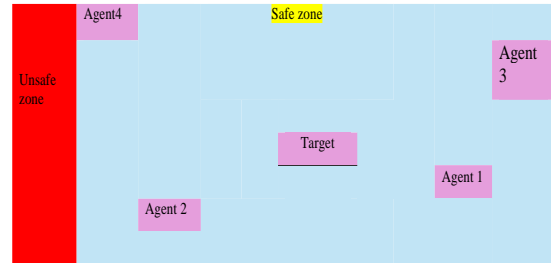 Agent4
Safe zone
Agent
3
Unsafe
zone
Target
Agent 1
Agent 2